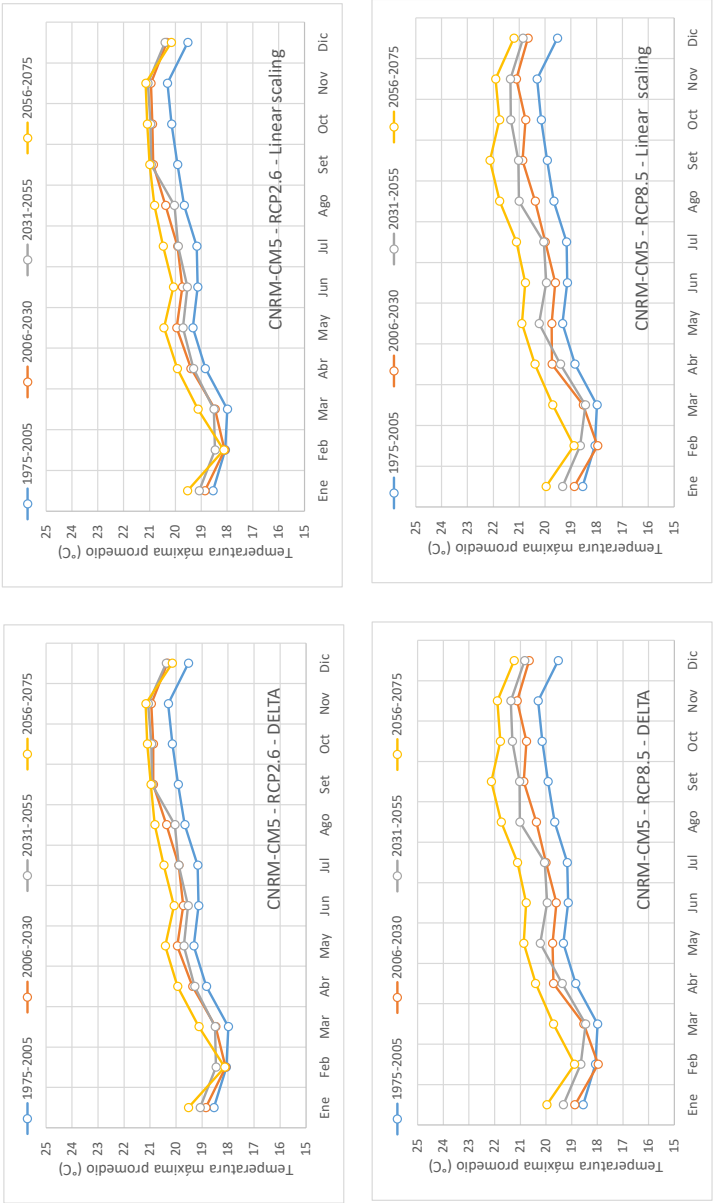 1975-2005 2006-2030 2031-2055 2056-2075
25
24
23
22
21
20
19
18
17
16
15
Temperatura máxima promedio (°C)
CNRM-CM5 - RCP2.6 - DELTA
Ene Feb Mar Abr May Jun Jul Ago Set Oct Nov Dic
1975-2005 2006-2030 2031-2055 2056-2075
25
24
23
22
21
20
19
18
17
16
15
Temperatura máxima promedio (°C)
CNRM-CM5 - RCP2.6 - Linear scaling
Ene Feb Mar Abr May Jun Jul Ago Set Oct Nov Dic
1975-2005 2006-2030 2031-2055 2056-2075
25
24
23
22
21
20
19
18
17
16
15
Temperatura máxima promedio (°C)
CNRM-CM5 - RCP8.5 - DELTA
Ene Feb Mar Abr May Jun Jul Ago Set Oct Nov Dic
1975-2005 2006-2030 2031-2055 2056-2075
25
24
23
22
21
20
19
18
17
16
15
Temperatura máxima promedio (°C)
CNRM-CM5 - RCP8.5 - Linear scaling
Ene Feb Mar Abr May Jun Jul Ago Set Oct Nov Dic